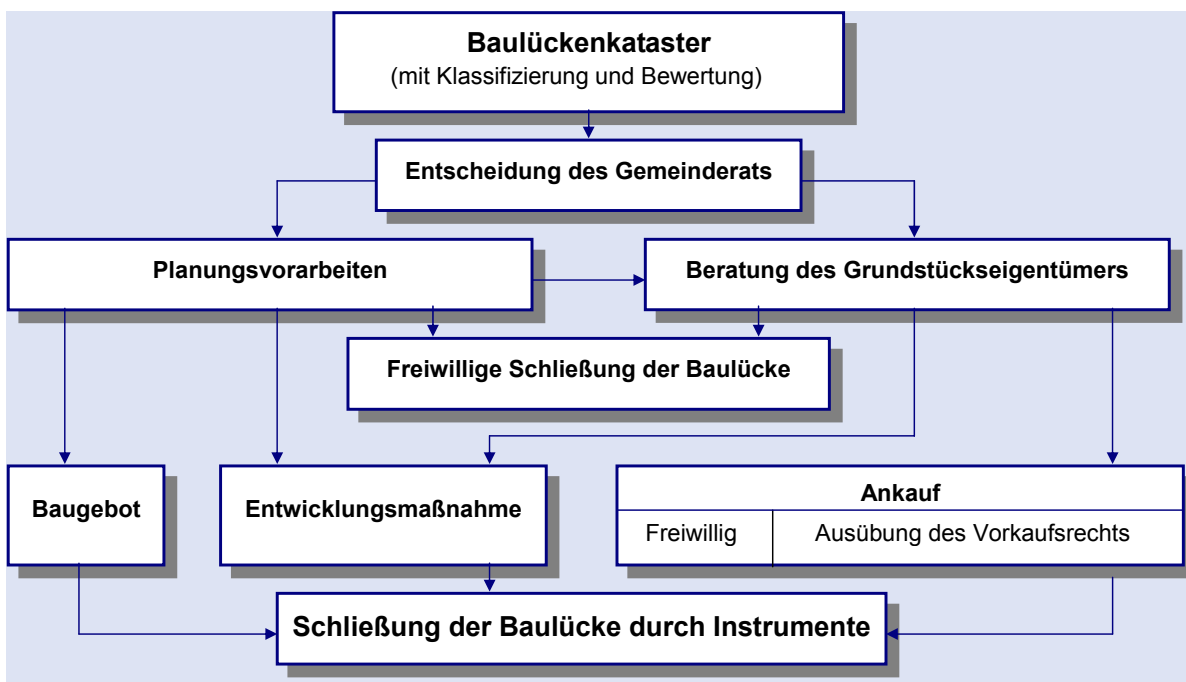 Baulückenkataster
(mit Klassifizierung und Bewertung)
Entscheidung des Gemeinderats
Planungsvorarbeiten
Beratung des Grundstückseigentümers
Freiwillige Schließung der Baulücke
Baugebot
Entwicklungsmaßnahme
Ankauf
Freiwillig
Ausübung des Vorkaufsrechts
Schließung der Baulücke durch Instrumente